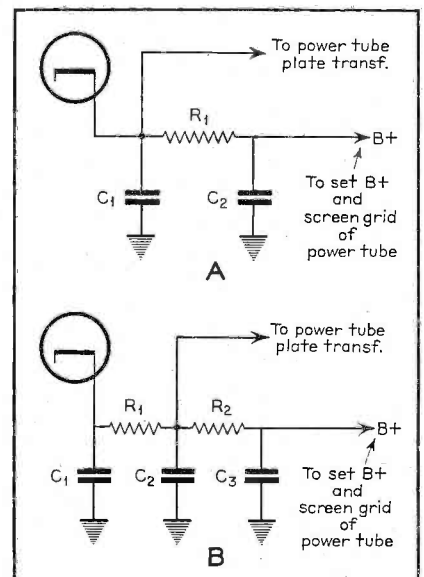 To power tube
plate transf.
R1
B+
C1
C2
To set B+
and
screen grid
of
power tube
A
To power tube
plate transf.
R1
R2
B+
C1
C2
C3
To set B+
and
screen grid
of
power tube
B